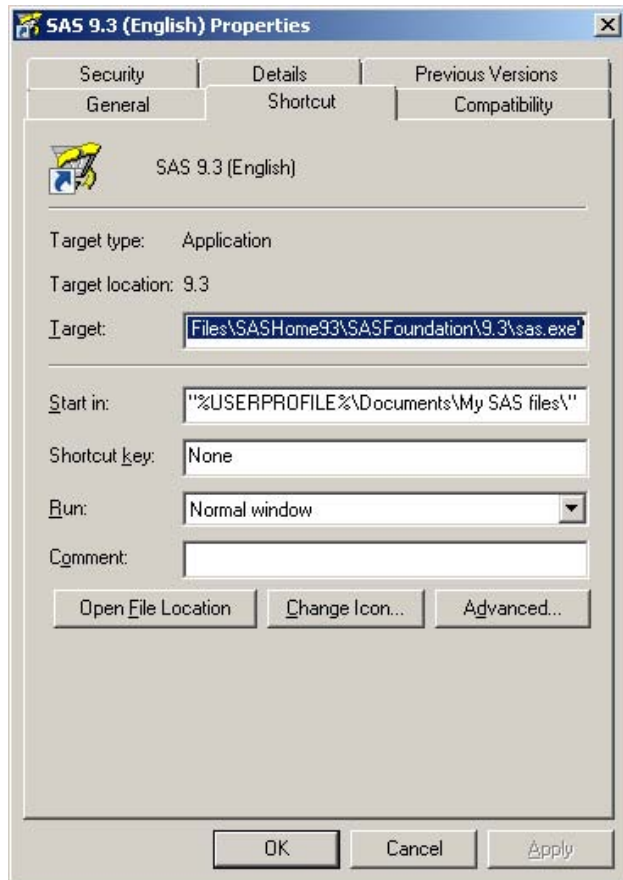 SAS 9.3 (English) Properties
Security Details Previous Versions
General Shortcut Compatibility
SAS 9.3 (English)
Target type: Application
Target location: 9.3
Target: Files\SASHome93\SASFoundation\9.3\sas.exe"
Start in: "%USERPROFILE%\Documents\My SAS files\"
Shortcut key: None
Run: Normal window
Comment:
Open File Location Change Icon... Advanced...
OK Cancel Apply